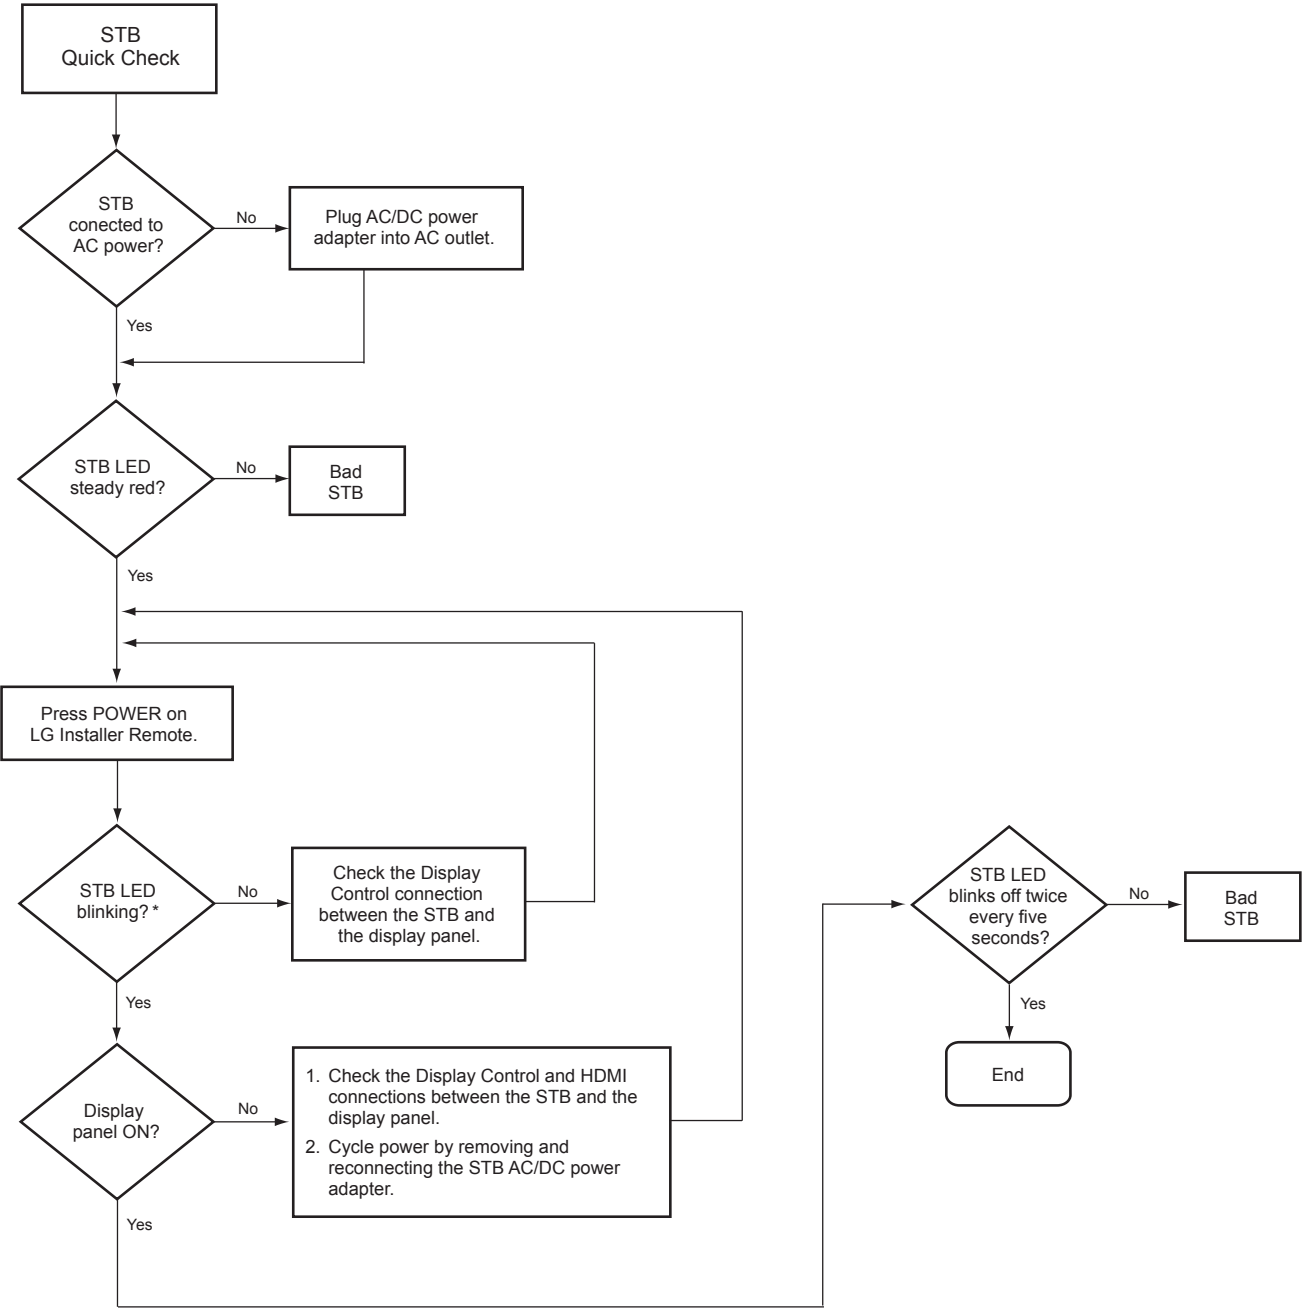 STB
Quick Check
STB
conected to
AC power?
No
Plug AC/DC power
adapter into AC outlet.
Yes
STB LED
steady red?
No
Bad
STB
Yes
Press POWER on
LG Installer Remote.
STB LED
blinking? *
No
Check the Display
Control connection
between the STB and
the display panel.
Yes
Display
panel ON?
No
1. Check the Display Control and HDMI
connections between the STB and the
display panel.
2. Cycle power by removing and
reconnecting the STB AC/DC power
adapter.
Yes
STB LED
blinks off twice
every five
seconds?
No
Bad
STB
Yes
End